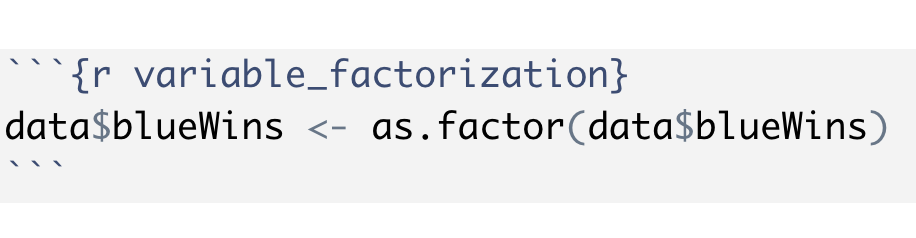 ```{r variable_factorization}
data$blueWins <- as.factor(data$blueWins)
```